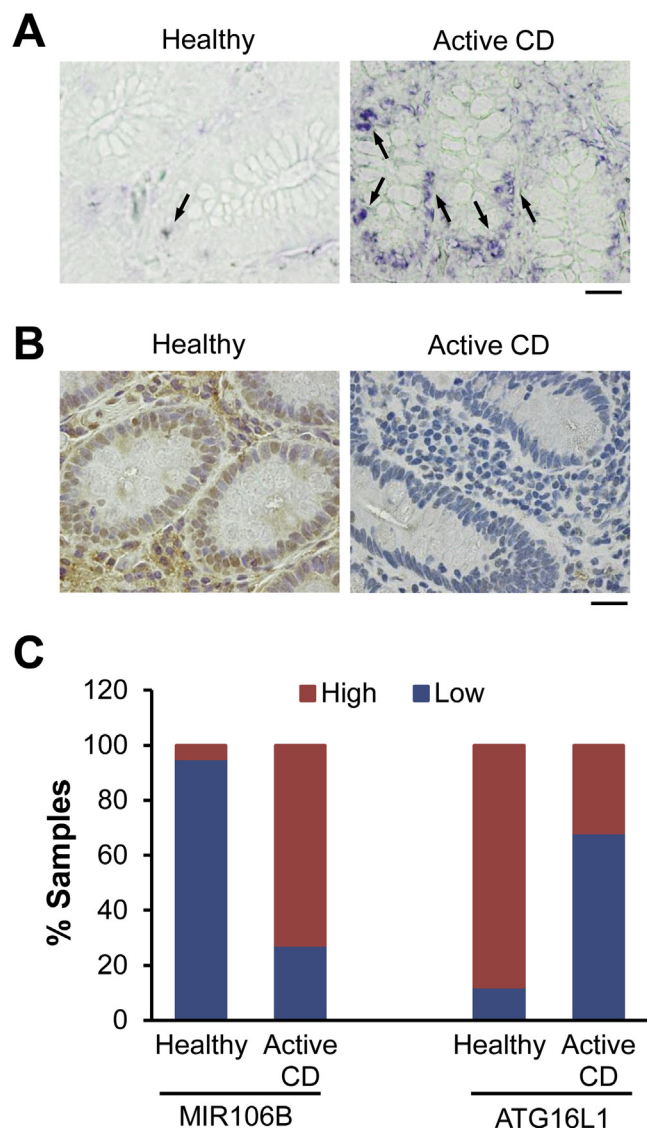 A
Healthy
Active CD
B
Healthy
Active CD
C
High
Low
% Samples
120
100
80
60
40
20
0
Healthy
Active
CD
Healthy
Active
CD
MIR106B
ATG16L1